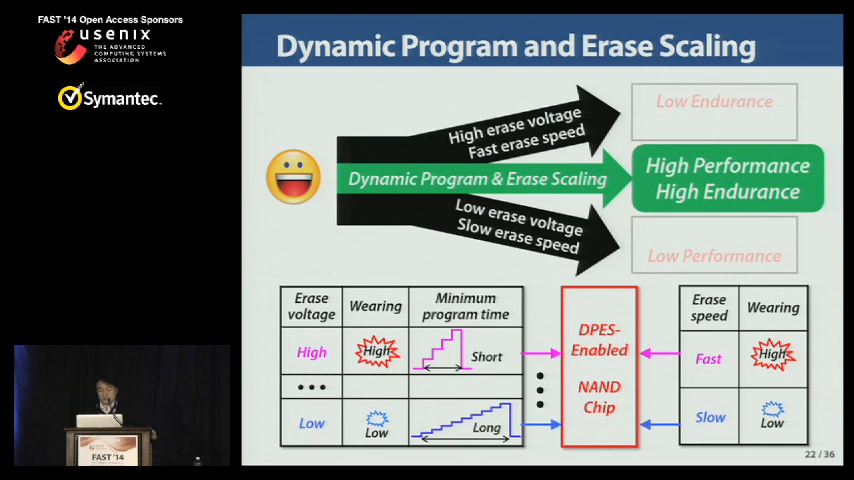 FAST '14 Open Access Sponsors
usenix
THE ADVANCED
COMPUTING SYSTEMS
ASSOCIATION
Symantec.
Dynamic Program and Erase Scaling
High erase voltage
Fast erase speed
Low Endurance
Dynamic Program & Erase Scaling
High Performance
High Endurance
Low erase voltage
Slow erase speed
Low Performance
Erase
voltage
Wearing
Minimum
program time
High
High
Short
•••
Low
Low
Long
DPES-
Enabled
NAND
Chip
Erase
speed
Wearing
Fast
High
Slow
Low
FAST '14
22 / 36